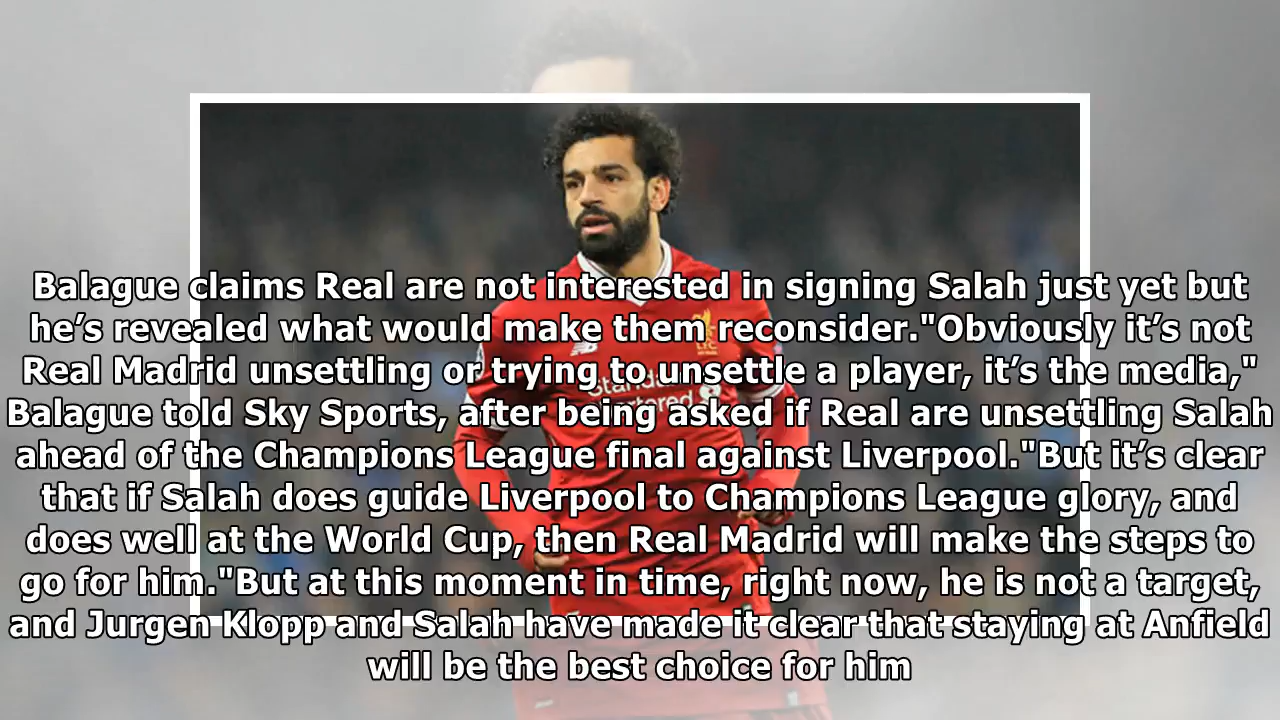 Balague claims Real are not interested in signing Salah just yet but
he’s revealed what would make them reconsider."Obviously it’s not
Real Madrid unsettling or trying to unsettle a player, it’s the media,"
Balague told Sky Sports, after being asked if Real are unsettling Salah
ahead of the Champions League final against Liverpool."But it’s clear
that if Salah does guide Liverpool to Champions League glory, and
does well at the World Cup, then Real Madrid will make the steps to
go for him."But at this moment in time, right now, he is not a target,
and Jurgen Klopp and Salah have made it clear that staying at Anfield
will be the best choice for him